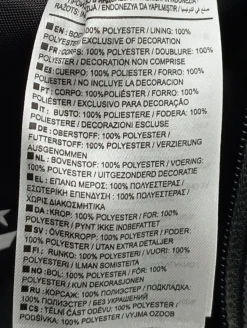 RAŽOTS: IN
/ ENDONEZYA'DA YAPILMIŞTIR /
■ EN: BODY: 100% POLYESTER / LINING: 100%
POLYESTER / EXCLUSIVE OF DECORATION
■ FR: CORPS: 100% POLYESTER / DOUBLURE: 100%
POLYESTER / DECORATION NON COMPRISE
■ ES: CUERPO: 100% POLIÉSTER / FORRO: 100%
POLIÉSTER / NO INCLUYE LA DECORACION
■ PT: CORPO: 100% POLIÉSTER / FORRO: 100%
POLIÉSTER / EXCLUSIVO PARA DECORAÇÃO
■ IT: BUSTO: 100% POLIESTERE / FODERA: 100%
POLIESTERE / DECORAZIONI ESCLUSE
■ DE: OBERSTOFF: 100% POLYESTER /
FUTTERSTOFF: 100% POLYESTER / VERZIERUNG
AUSGENOMMEN
■ NL: BOVENSTOF: 100% POLYESTER / VOERING:
100% POLYESTER / UITGEZONDERD DECORATIE
■ EL: ΕΠΑΝΩ ΜΕΡΟΣ: 100% ΠΟΛΥΕΣΤΕΡΑΣ /
ΕΣΩΤΕΡΙΚΗ ΕΠΕΝΔΥΣΗ: 100% ΠΟΛΥΕΣΤΕΡΑΣ /
ΧΩΡΙΣ ΔΙΑΚΟΣΜΗΤΙΚΑ
■ DA: KROP: 100% POLYESTER / FOR: 100%
POLYESTER / PYNT IKKE INDBEFATTET
■ SV: ÖVERKROPP: 100% POLYESTER / FODER: 100%
POLYESTER / UTAN EXTRA DETALJER
■ FI: RUNKO: 100% POLYESTERI / VUORI: 100%
POLYESTERI / ILMAN SOMISTEITA
■ NO: BOL: 100% POLYESTER / FÔR: 100%
POLYESTER / KUN DEKORASJONEN
■ RU: КОРСАЖ: 100% ПОЛИЭСТЕР / ПОДКЛАДКА:
100% ПОЛИЭСТЕР / БЕЗ УКРАШЕНИЙ
■ CS: TĚLNÍ ČÁST ODĚVU: 100% POLYESTER /
PODŠÍVKA: 100% POLYESTER / VYJMA OZDOB